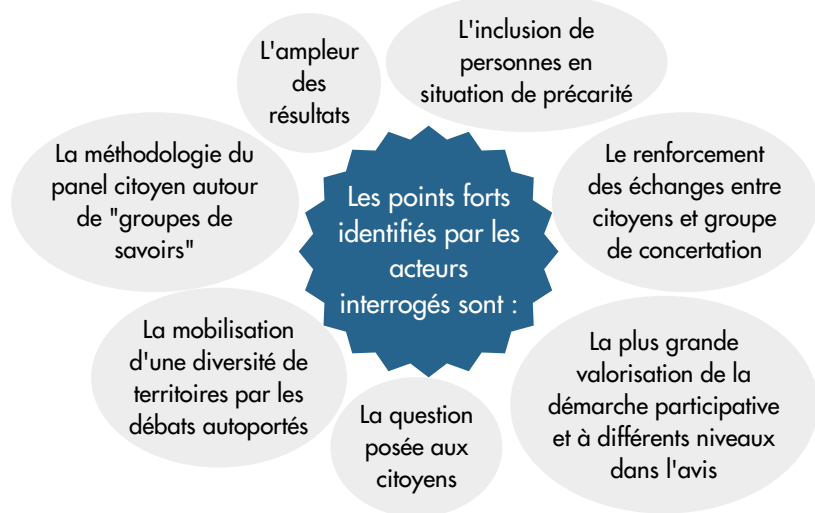 Les points forts
identifiés par les
acteurs
interrogés sont :
L'ampleur
des
résultats
L'inclusion de
personnes en
situation de précarité
Le renforcement
des échanges entre
citoyens et groupe
de concertation
La plus grande
valorisation de la
démarche participative
et à différents niveaux
dans l'avis
La question
posée aux
citoyens
La mobilisation
d'une diversité de
territoires par les
débats autoportés
La méthodologie du
panel citoyen autour
de "groupes de
savoirs"